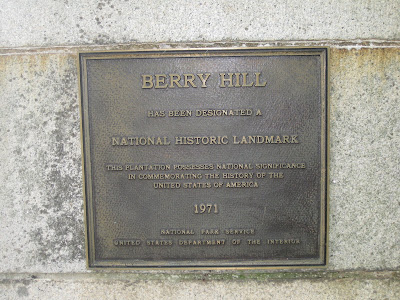 BERRY HILL
HAS BEEN DESIGNATED A
NATIONAL HISTORIC LANDMARK
THIS PLANTATION POSSESSES NATIONAL SIGNIFICANCE
IN COMMEMORATING THE HISTORY OF THE
UNITED STATES OF AMERICA
1971
NATIONAL PARK SERVICE
UNITED STATES DEPARTMENT OF THE INTERIOR